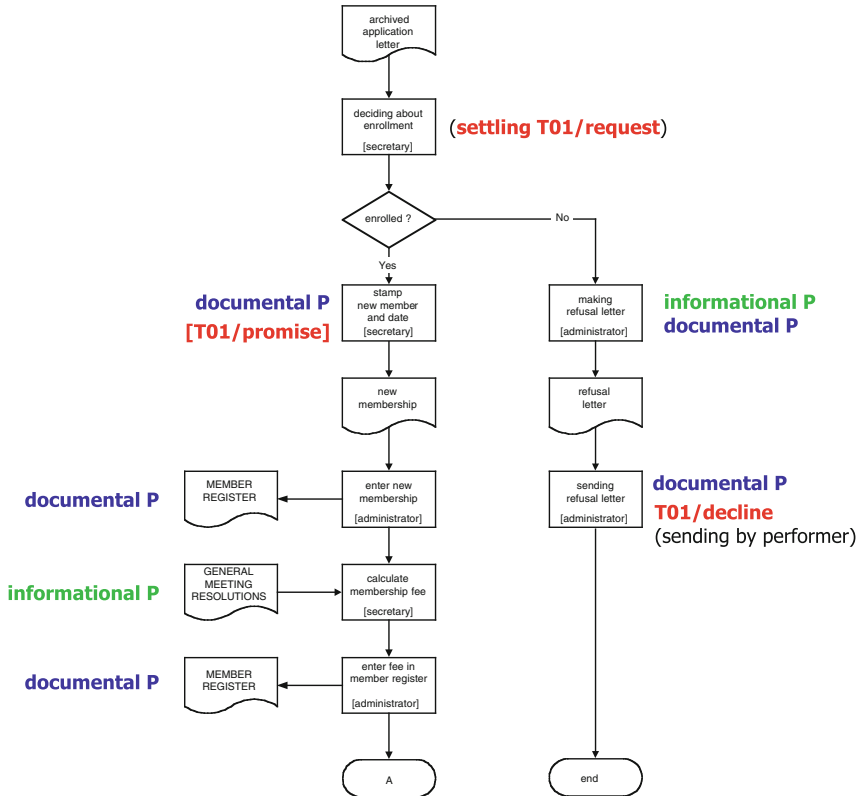 archived
application
letter
deciding about
enrollment
[secretary]
(settling T01/request)
enrolled ?
No
Yes
documental P
[T01/promise]
stamp
new member
and date
[secretary]
making
refusal letter
[administrator]
informational P
documental P
new
membership
refusal
letter
documental P
MEMBER
REGISTER
enter new
membership
[administrator]
sending
refusal letter
[administrator]
documental P
T01/decline
(sending by performer)
informational P
GENERAL
MEETING
RESOLUTIONS
calculate
membership fee
[secretary]
documental P
MEMBER
REGISTER
enter fee in
member register
[administrator]
A
end